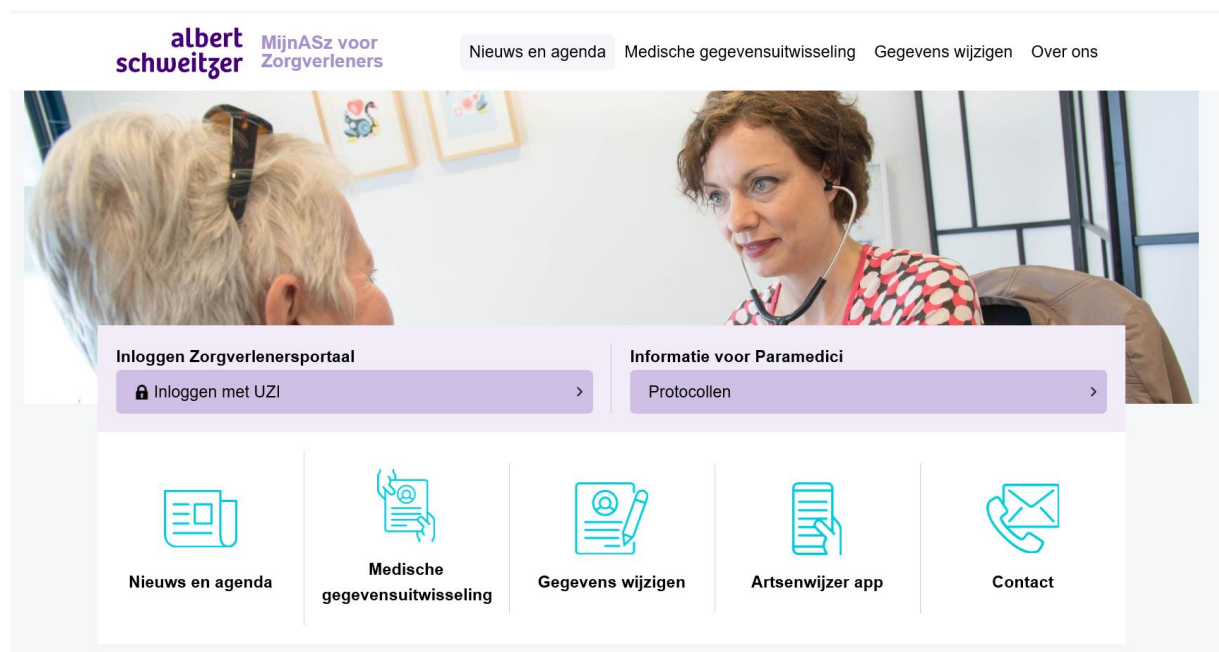 albert
schweitzer
MijnASz voor
Zorgverleners
Nieuws en agenda Medische gegevensuitwisseling Gegevens wijzigen Over ons
Inloggen Zorgverlenersportaal
Inloggen met UZI
Informatie voor Paramedici
Protocollen
Nieuws en agenda
Medische
gegevensuitwisseling
Gegevens wijzigen
Artsenwijzer app
Contact